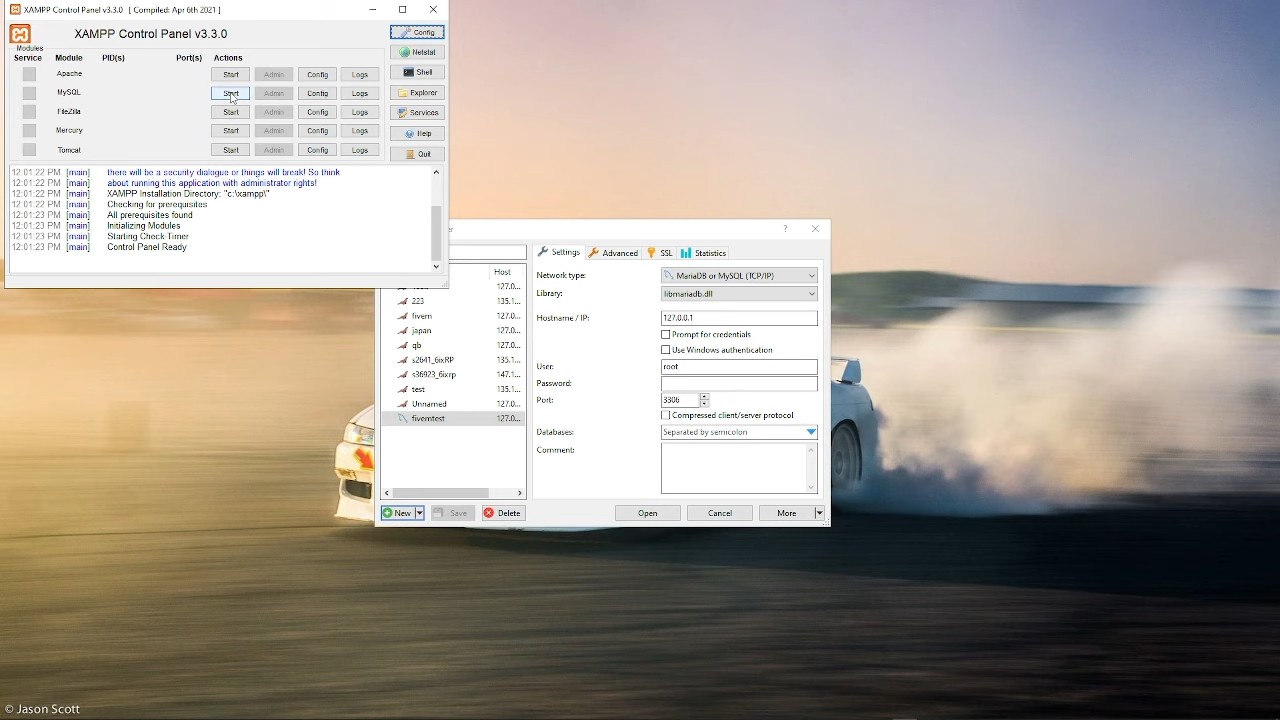 XAMPP Control Panel v3.3.0 [ Compiled: Apr 6th 2021 ]
XAMPP Control Panel v3.3.0
Config
Modules
Service Module PID(s) Port(s) Actions
Netstat
Apache Start Admin Config Logs
Shell
MySQL Start Admin Config Logs
Explorer
FileZilla Start Admin Config Logs
Services
Mercury Start Admin Config Logs
Help
Tomcat Start Admin Config Logs
Quit
12:01:22 PM [main] there will be a security dialogue or things will break! So think
12:01:22 PM [main] about running this application with administrator rights!
12:01:22 PM [main] XAMPP Installation Directory: "c:\xampp\"
12:01:22 PM [main] Checking for prerequisites
12:01:23 PM [main] All prerequisites found
12:01:23 PM [main] Initializing Modules
12:01:23 PM [main] Starting Check-Timer
12:01:23 PM [main] Control Panel Ready
?
Host
127.0...
223 135.1...
fivem 127.0...
japan 127.0...
qb 127.0...
s2641_6ixRP 135.1...
s36923_6ixrp 147.1...
test 135.1...
Unnamed 127.0...
fivemtest 127.0...
New Save Delete
Settings Advanced SSL Statistics
Network type: MariaDB or MySQL (TCP/IP)
Library: libmariadb.dll
Hostname / IP: 127.0.0.1
Prompt for credentials
Use Windows authentication
User: root
Password:
Port: 3306
Compressed client/server protocol
Databases: Separated by semicolon
Comment:
Open Cancel More
© Jason Scott